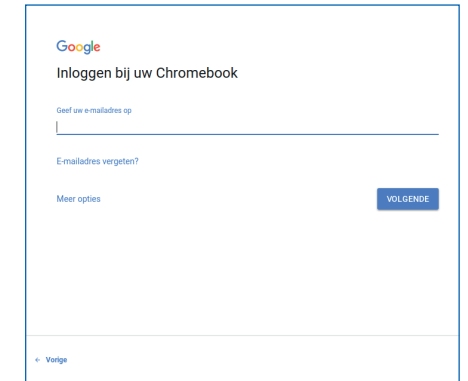 Google
Inloggen bij uw Chromebook
Geef uw e-mailadres op
E-mailadres vergeten?
Meer opties
VOLGENDE
← Vorige